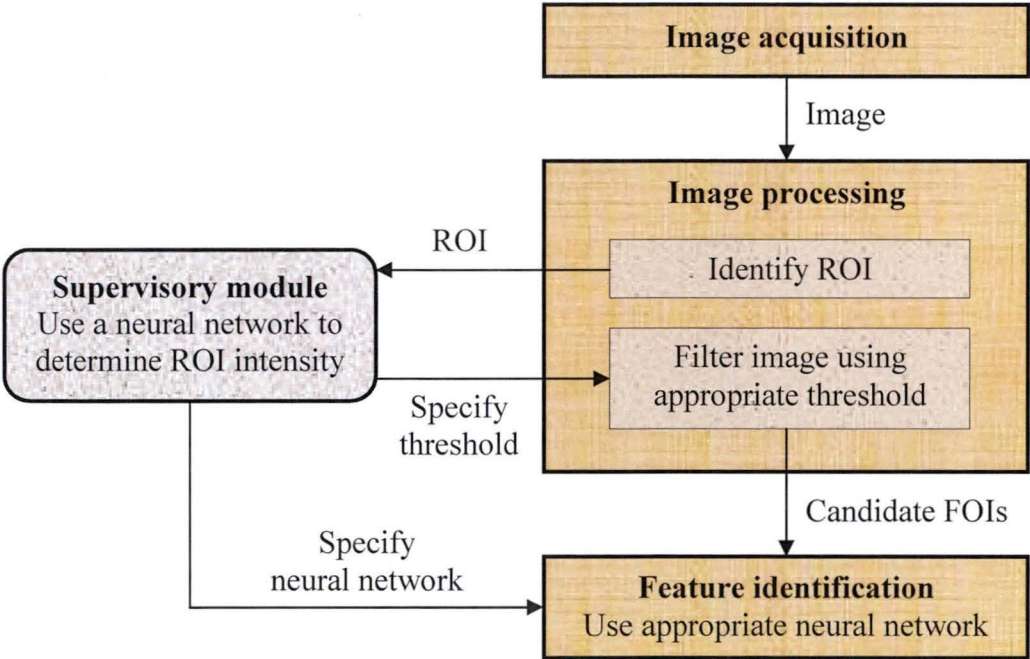 Image acquisition
Image
Image processing
ROI
Identify ROI
Supervisory module
Use a neural network to
determine ROI intensity
Filter image using
appropriate threshold
Specify
threshold
Candidate FOIs
Specify
neural network
Feature identification
Use appropriate neural network